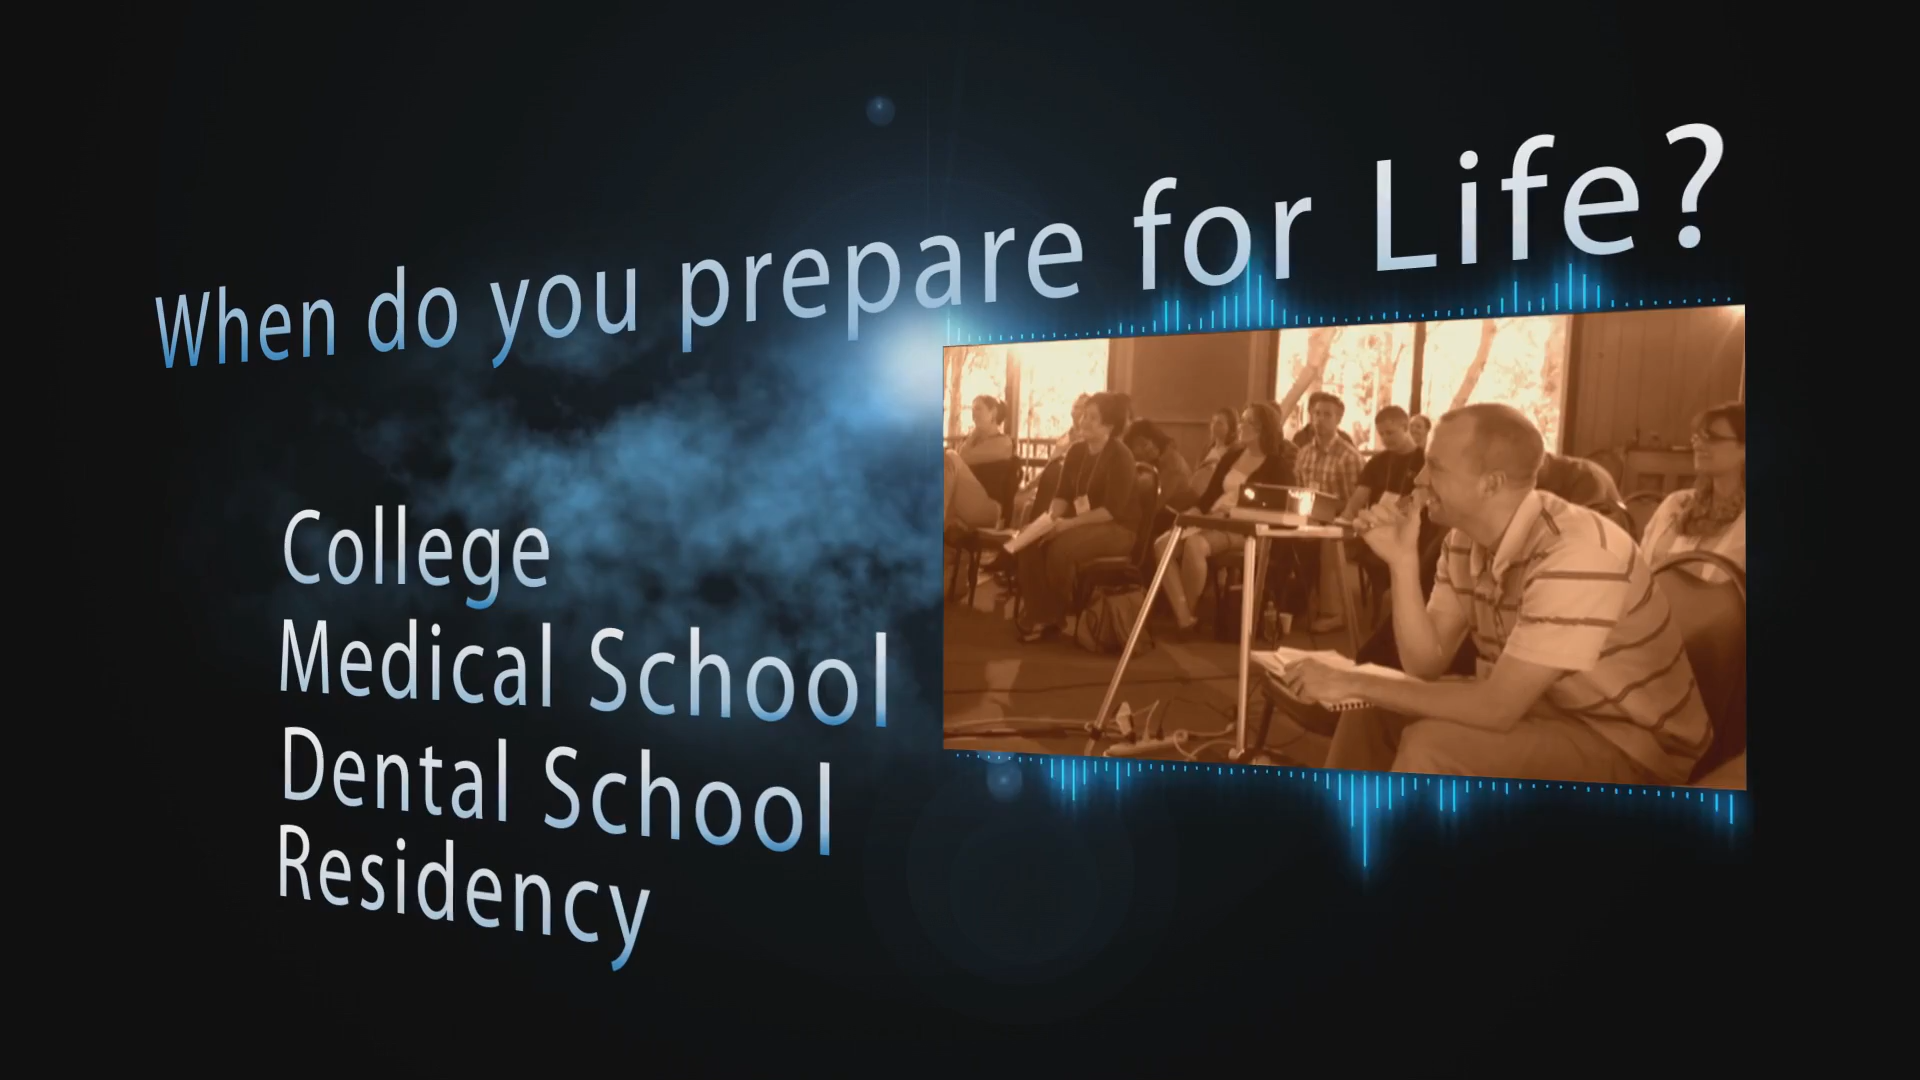 When do you prepare for Life?
College
Medical School
Dental School
Residency